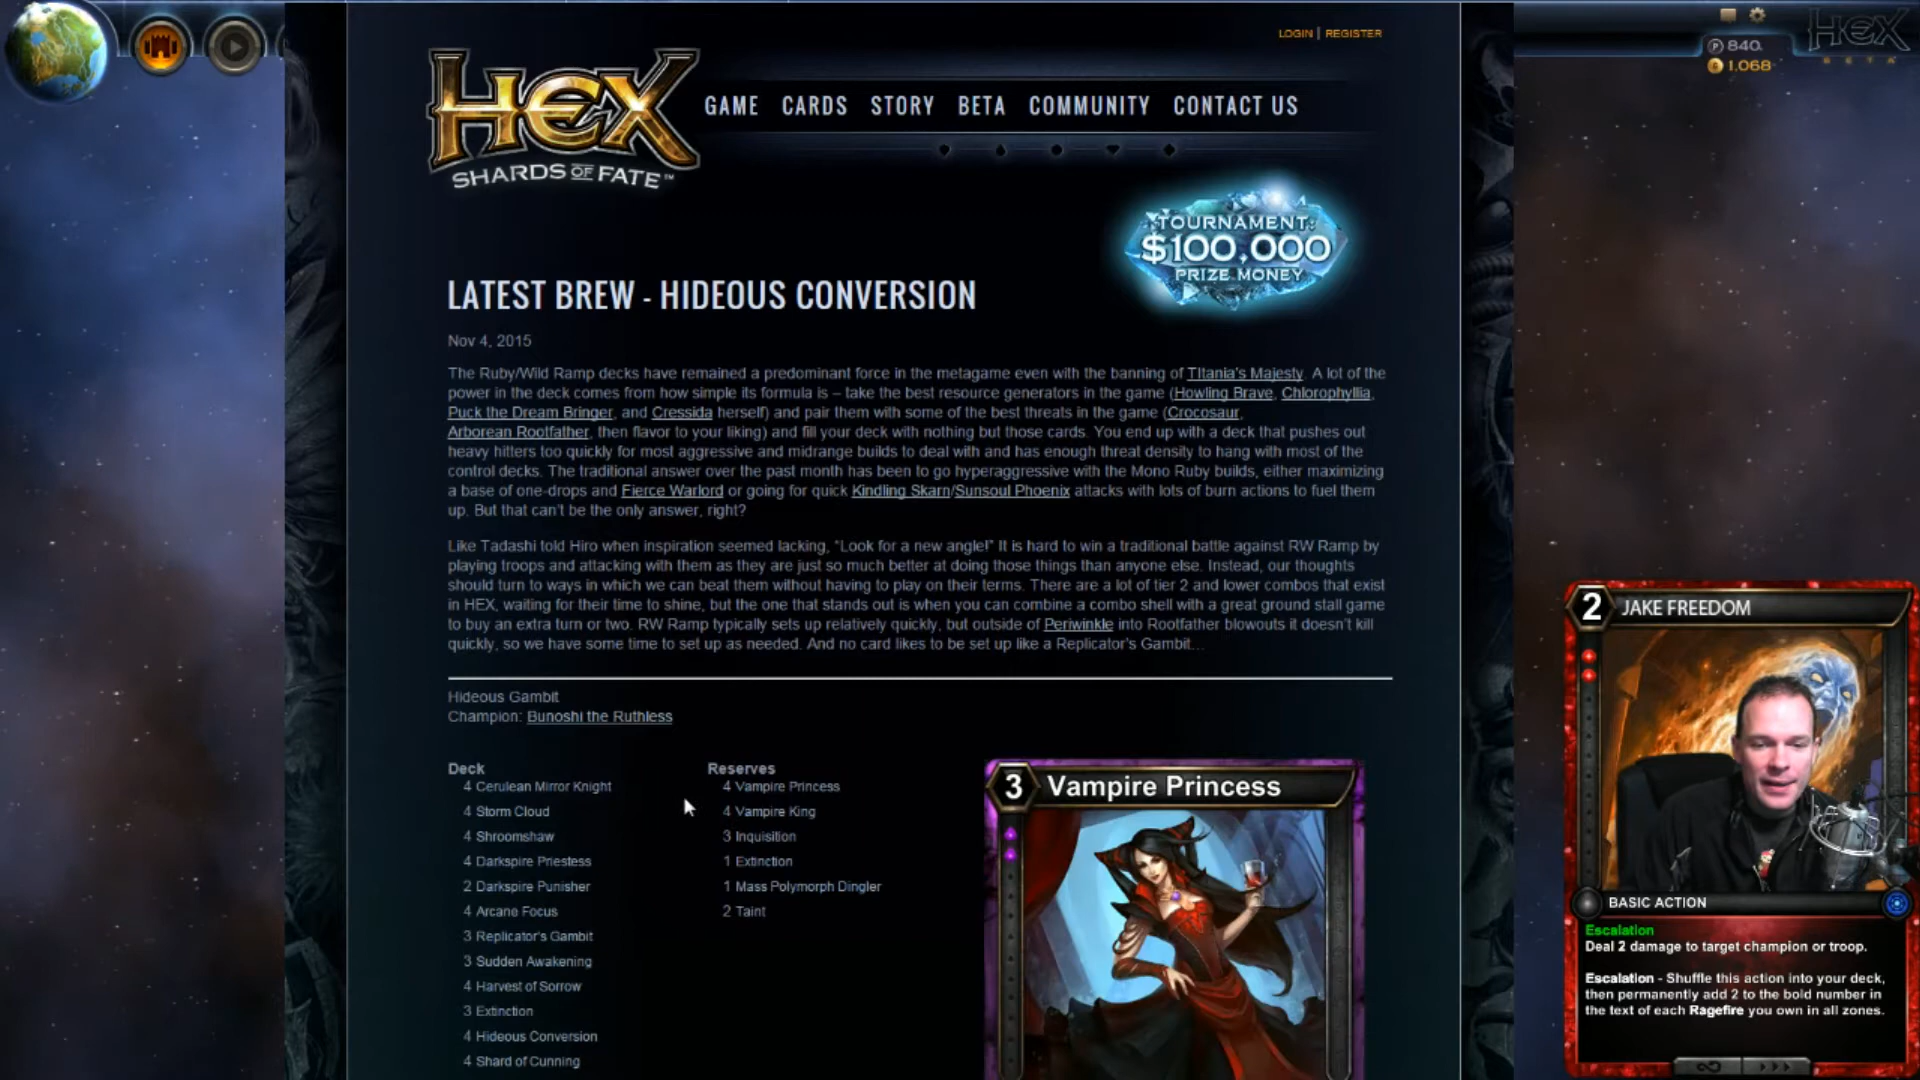 LOGIN | REGISTER
HEX
SHARDS OF FATE™
GAME CARDS STORY BETA COMMUNITY CONTACT US
HEX
BETA
840
1,068
TOURNAMENT:
$100,000
PRIZE MONEY
LATEST BREW - HIDEOUS CONVERSION
Nov 4, 2015
The Ruby/Wild Ramp decks have remained a predominant force in the metagame even with the banning of Titania's Majesty. A lot of the
power in the deck comes from how simple its formula is – take the best resource generators in the game (Howling Brave, Chlorophyllia,
Puck the Dream Bringer, and Cressida herself) and pair them with some of the best threats in the game (Crocosaur,
Arborean Rootfather, then flavor to your liking) and fill your deck with nothing but those cards. You end up with a deck that pushes out
heavy hitters too quickly for most aggressive and midrange builds to deal with and has enough threat density to hang with most of the
control decks. The traditional answer over the past month has been to go hyperaggressive with the Mono Ruby builds, either maximizing
a base of one-drops and Fierce Warlord or going for quick Kindling Skarn/Sunsoul Phoenix attacks with lots of burn actions to fuel them
up. But that can't be the only answer, right?
Like Tadashi told Hiro when inspiration seemed lacking, "Look for a new angle!" It is hard to win a traditional battle against RW Ramp by
playing troops and attacking with them as they are just so much better at doing those things than anyone else. Instead, our thoughts
should turn to ways in which we can beat them without having to play on their terms. There are a lot of tier 2 and lower combos that exist
in HEX, waiting for their time to shine, but the one that stands out is when you can combine a combo shell with a great ground stall game
to buy an extra turn or two. RW Ramp typically sets up relatively quickly, but outside of Periwinkle into Rootfather blowouts it doesn't kill
quickly, so we have some time to set up as needed. And no card likes to be set up like a Replicator's Gambit...
Hideous Gambit
Champion: Bunoshi the Ruthless
Deck
4 Cerulean Mirror Knight
4 Storm Cloud
4 Shroomshaw
4 Darkspire Priestess
2 Darkspire Punisher
4 Arcane Focus
3 Replicator's Gambit
3 Sudden Awakening
4 Harvest of Sorrow
3 Extinction
4 Hideous Conversion
4 Shard of Cunning
Reserves
4 Vampire Princess
4 Vampire King
3 Inquisition
1 Extinction
1 Mass Polymorph Dingler
2 Taint
3 Vampire Princess
2 JAKE FREEDOM
BASIC ACTION
Escalation
Deal 2 damage to target champion or troop.
Escalation - Shuffle this action into your deck,
then permanently add 2 to the bold number in
the text of each Ragefire you own in all zones.